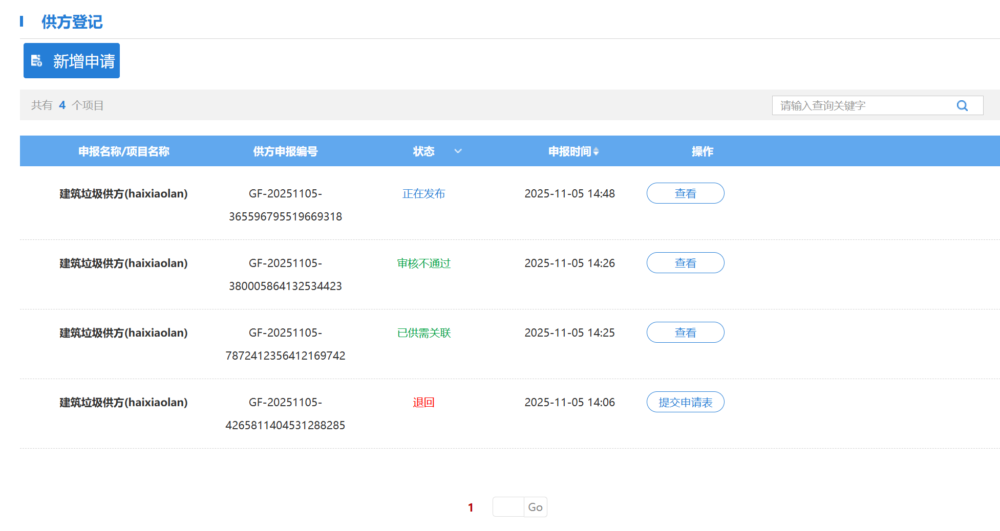 供方登记
新增申请
共有 4 个项目
请输入查询关键字
申报名称/项目名称 供方申报编号 状态 申报时间 操作
建筑垃圾供方(haixiaolan) GF-20251105- 正在发布 2025-11-05 14:48 查看
365596795519669318
建筑垃圾供方(haixiaolan) GF-20251105- 审核不通过 2025-11-05 14:26 查看
380005864132534423
建筑垃圾供方(haixiaolan) GF-20251105- 已供需关联 2025-11-05 14:25 查看
7872412356412169742
建筑垃圾供方(haixiaolan) GF-20251105- 退回 2025-11-05 14:06 提交申请表
4265811404531288285
1 Go